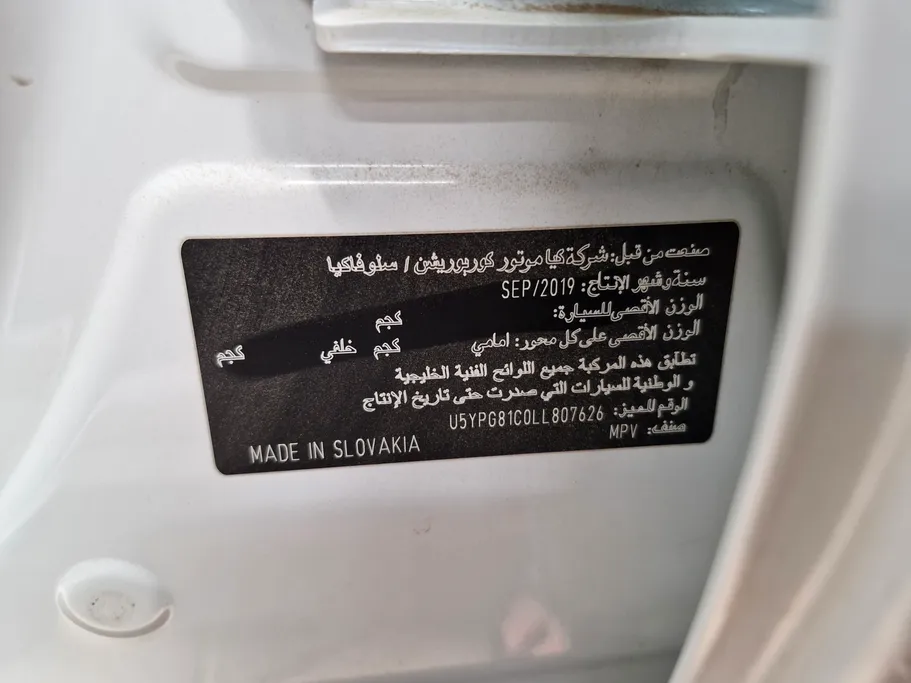 صنعت من قبل: شركة كيا موتور كوربوريشن / سلوفاكيا
سنة وشهر الإنتاج: SEP/2019
الوزن الأقصى للسيارة: كجم
الوزن الأقصى على كل محور: امامي كجم خلفي كجم
تطابق هذه المركبة جميع اللوائح الفنية الخليجية
و الوطنية للسيارات التي صدرت حتى تاريخ الإنتاج
الرقم المميز: U5YPG81C0LL807626
صنف: MPV
MADE IN SLOVAKIA